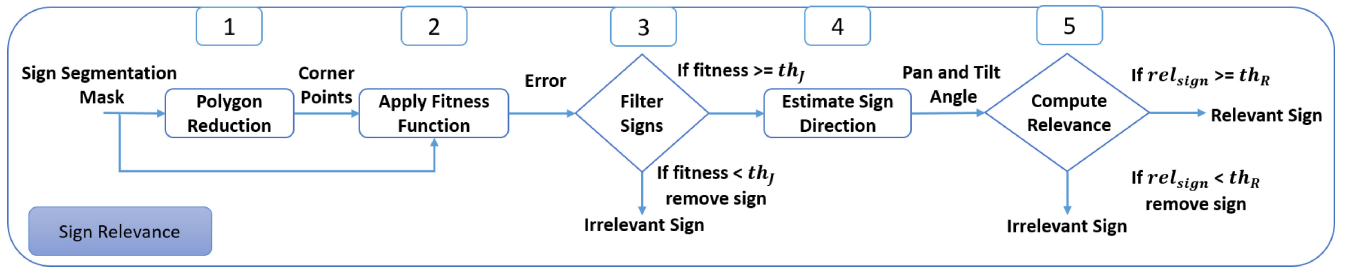 1
2
3
4
5
Sign Segmentation
Mask
Polygon
Reduction
Corner
Points
Apply Fitness
Function
Error
Filter
Signs
If fitness >= th_J
If fitness < th_J
remove sign
Irrelevant Sign
Estimate Sign
Direction
Pan and Tilt
Angle
Compute
Relevance
If rel_sign >= th_R
Relevant Sign
If rel_sign < th_R
remove sign
Irrelevant Sign
Sign Relevance